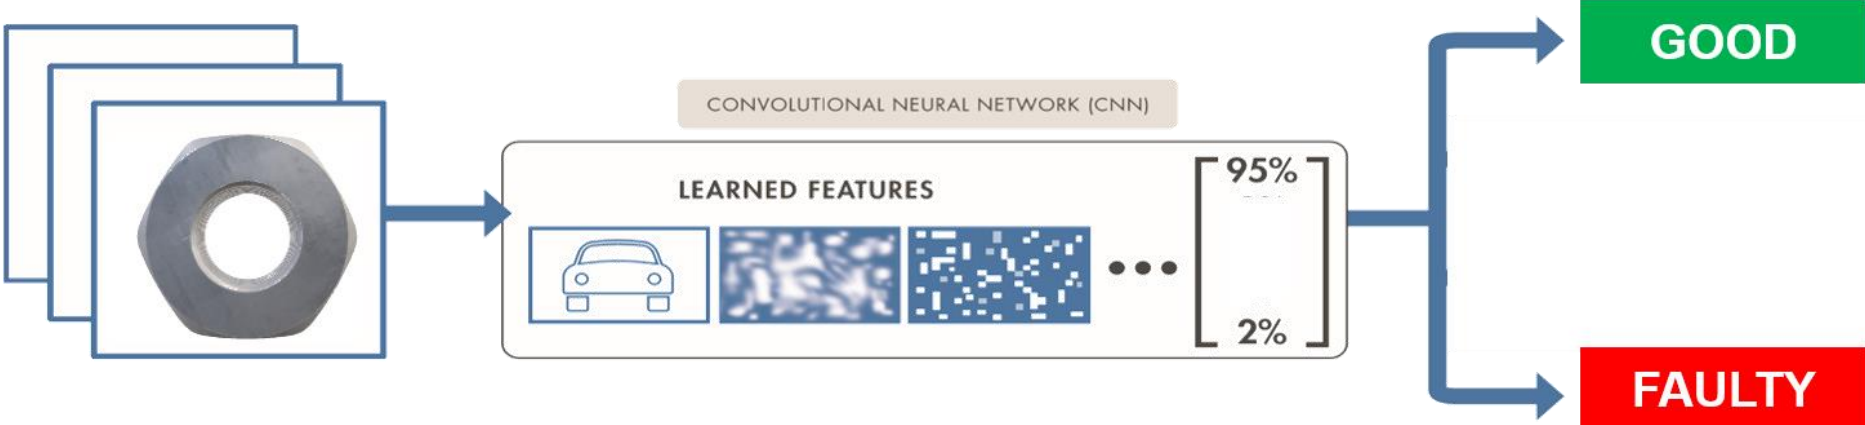 GOOD
CONVOLUTIONAL NEURAL NETWORK (CNN)
LEARNED FEATURES
95%
2%
FAULTY